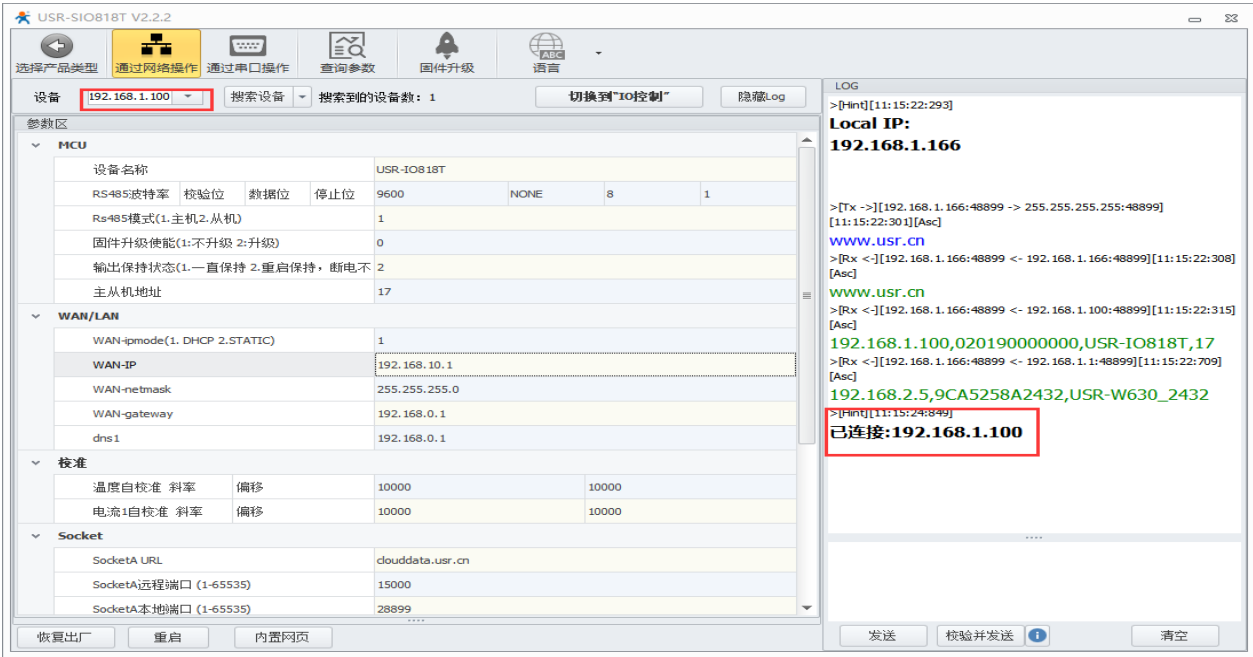 USR-SIO818T V2.2.2
选择产品类型 通过网络操作 通过串口操作 查询参数 固件升级 ABC 语言
设备 192.168.1.100 搜索设备 搜索到的设备数: 1 切换到"IO控制" 隐藏Log
参数区
MCU
设备名称 USR-IO818T
RS485波特率 校验位 数据位 停止位 9600 NONE 8 1
Rs485模式(1.主机2.从机) 1
固件升级使能(1:不升级 2:升级) 0
输出保持状态(1.一直保持 2.重启保持，断电不 2
主从机地址 17
WAN/LAN
WAN-ipmode(1. DHCP 2.STATIC) 1
WAN-IP 192.168.10.1
WAN-netmask 255.255.255.0
WAN-gateway 192.168.0.1
dns1 192.168.0.1
校准
温度自校准 斜率 偏移 10000 10000
电流1自校准 斜率 偏移 10000 10000
Socket
SocketA URL clouddata.usr.cn
SocketA远程端口 (1-65535) 15000
SocketA本地端口 (1-65535) 28899
恢复出厂 重启 内置网页
LOG
>[Hint][11:15:22:293]
Local IP:
192.168.1.166
>[Tx ->][192.168.1.166:48899 -> 255.255.255.255:48899]
[11:15:22:301][Asc]
www.usr.cn
>[Rx <-][192.168.1.166:48899 <- 192.168.1.166:48899][11:15:22:308]
[Asc]
www.usr.cn
>[Rx <-][192.168.1.166:48899 <- 192.168.1.100:48899][11:15:22:315]
[Asc]
192.168.1.100,020190000000,USR-IO818T,17
>[Rx <-][192.168.1.166:48899 <- 192.168.1.1:48899][11:15:22:709]
[Asc]
192.168.2.5,9CA5258A2432,USR-W630_2432
>[Hint][11:15:24:849]
已连接:192.168.1.100
发送 校验并发送 清空